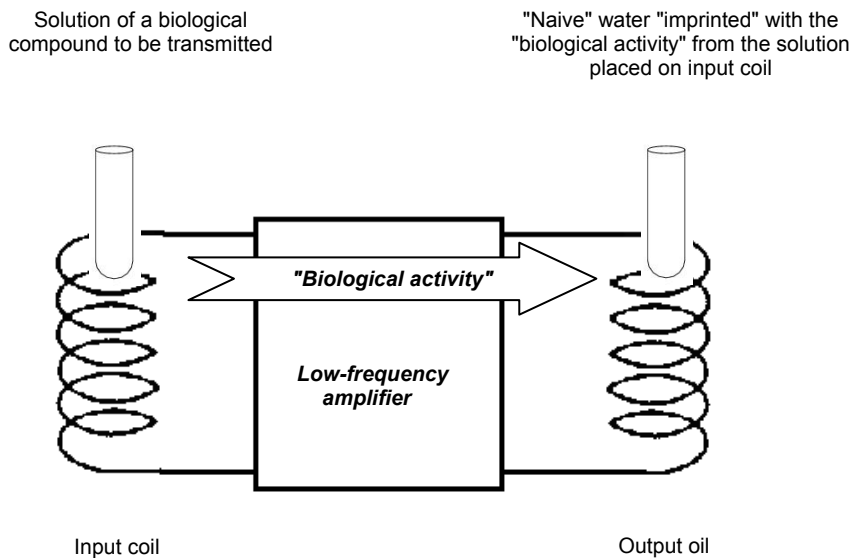 Solution of a biological
compound to be transmitted
"Naive" water "imprinted" with the
"biological activity" from the solution
placed on input coil
"Biological activity"
Low-frequency
amplifier
Input coil
Output oil